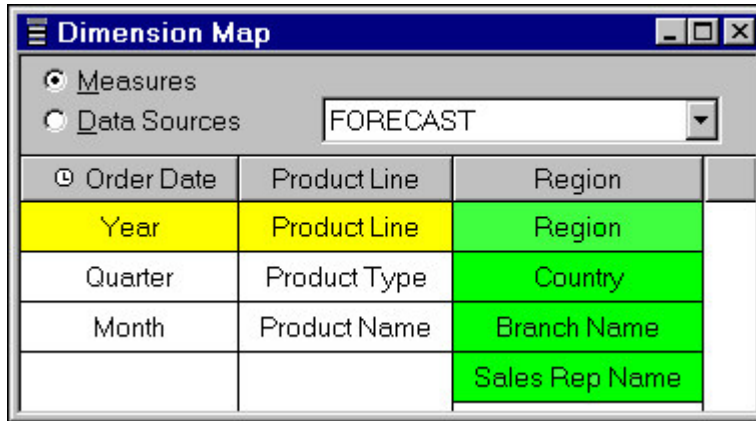 Dimension Map
Measures
Data Sources FORECAST
Order Date Product Line Region
Year Product Line Region
Quarter Product Type Country
Month Product Name Branch Name
Sales Rep Name